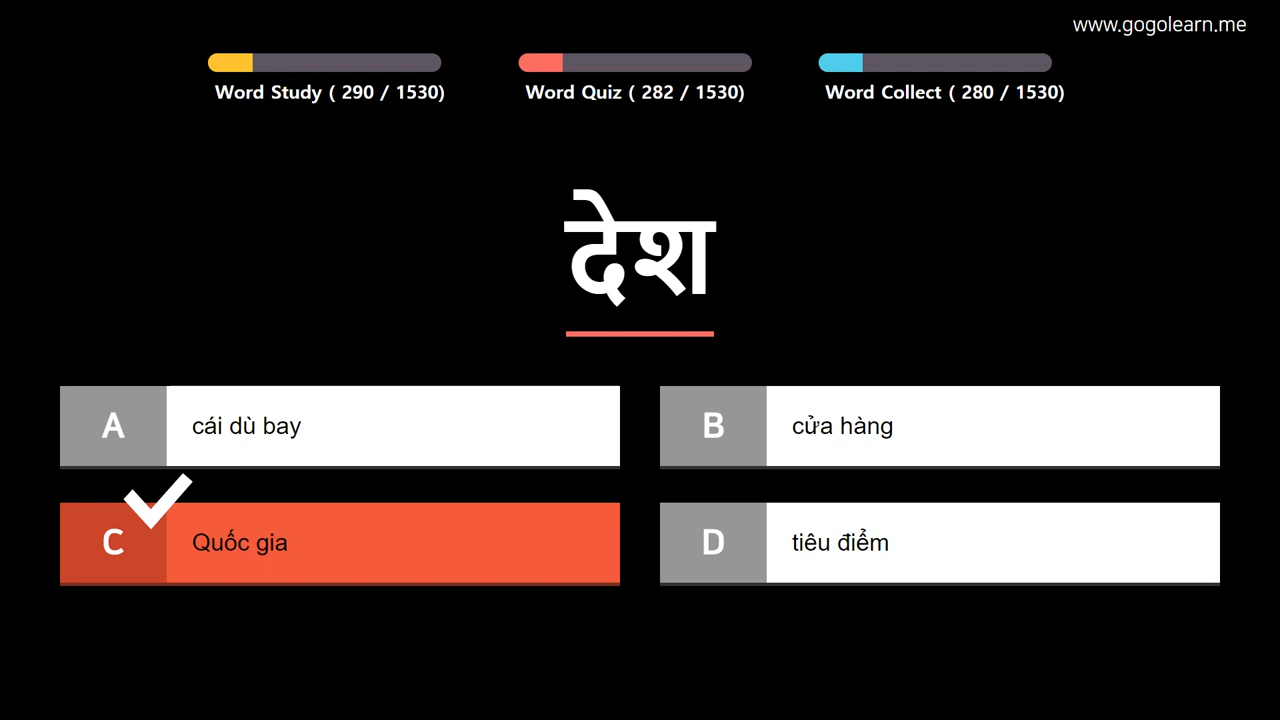 www.gogolearn.me
Word Study ( 290 / 1530)
Word Quiz ( 282 / 1530)
Word Collect ( 280 / 1530)
देश
A cái dù bay
B cửa hàng
C Quốc gia
D tiêu điểm